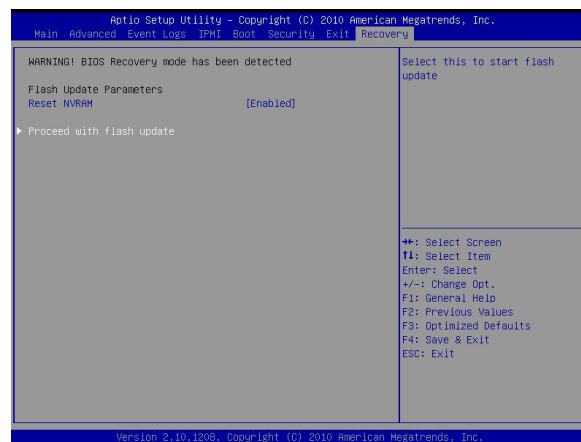 Aptio Setup Utility – Copyright (C) 2010 American Megatrends, Inc.
Main Advanced Event Logs IPMI Boot Security Exit Recovery
WARNING! BIOS Recovery mode has been detected
Flash Update Parameters
Reset NVRAM [Enabled]
▶ Proceed with flash update
Select this to start flash
update
→←: Select Screen
↑↓: Select Item
Enter: Select
+/-: Change Opt.
F1: General Help
F2: Previous Values
F3: Optimized Defaults
F4: Save & Exit
ESC: Exit
Version 2.10.1208. Copyright (C) 2010 American Megatrends, Inc.